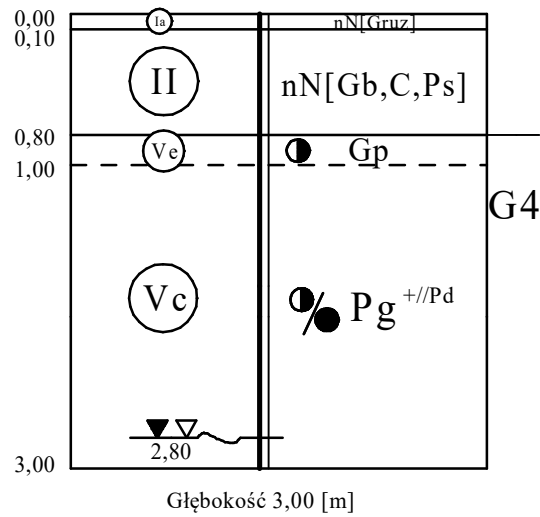 0,00 Ia nN[Gruz]
0,10
II nN[Gb,C,Ps]
0,80
Ve Gp
1,00
G4
Vc Pg +//Pd
2,80
3,00
Głębokość 3,00 [m]